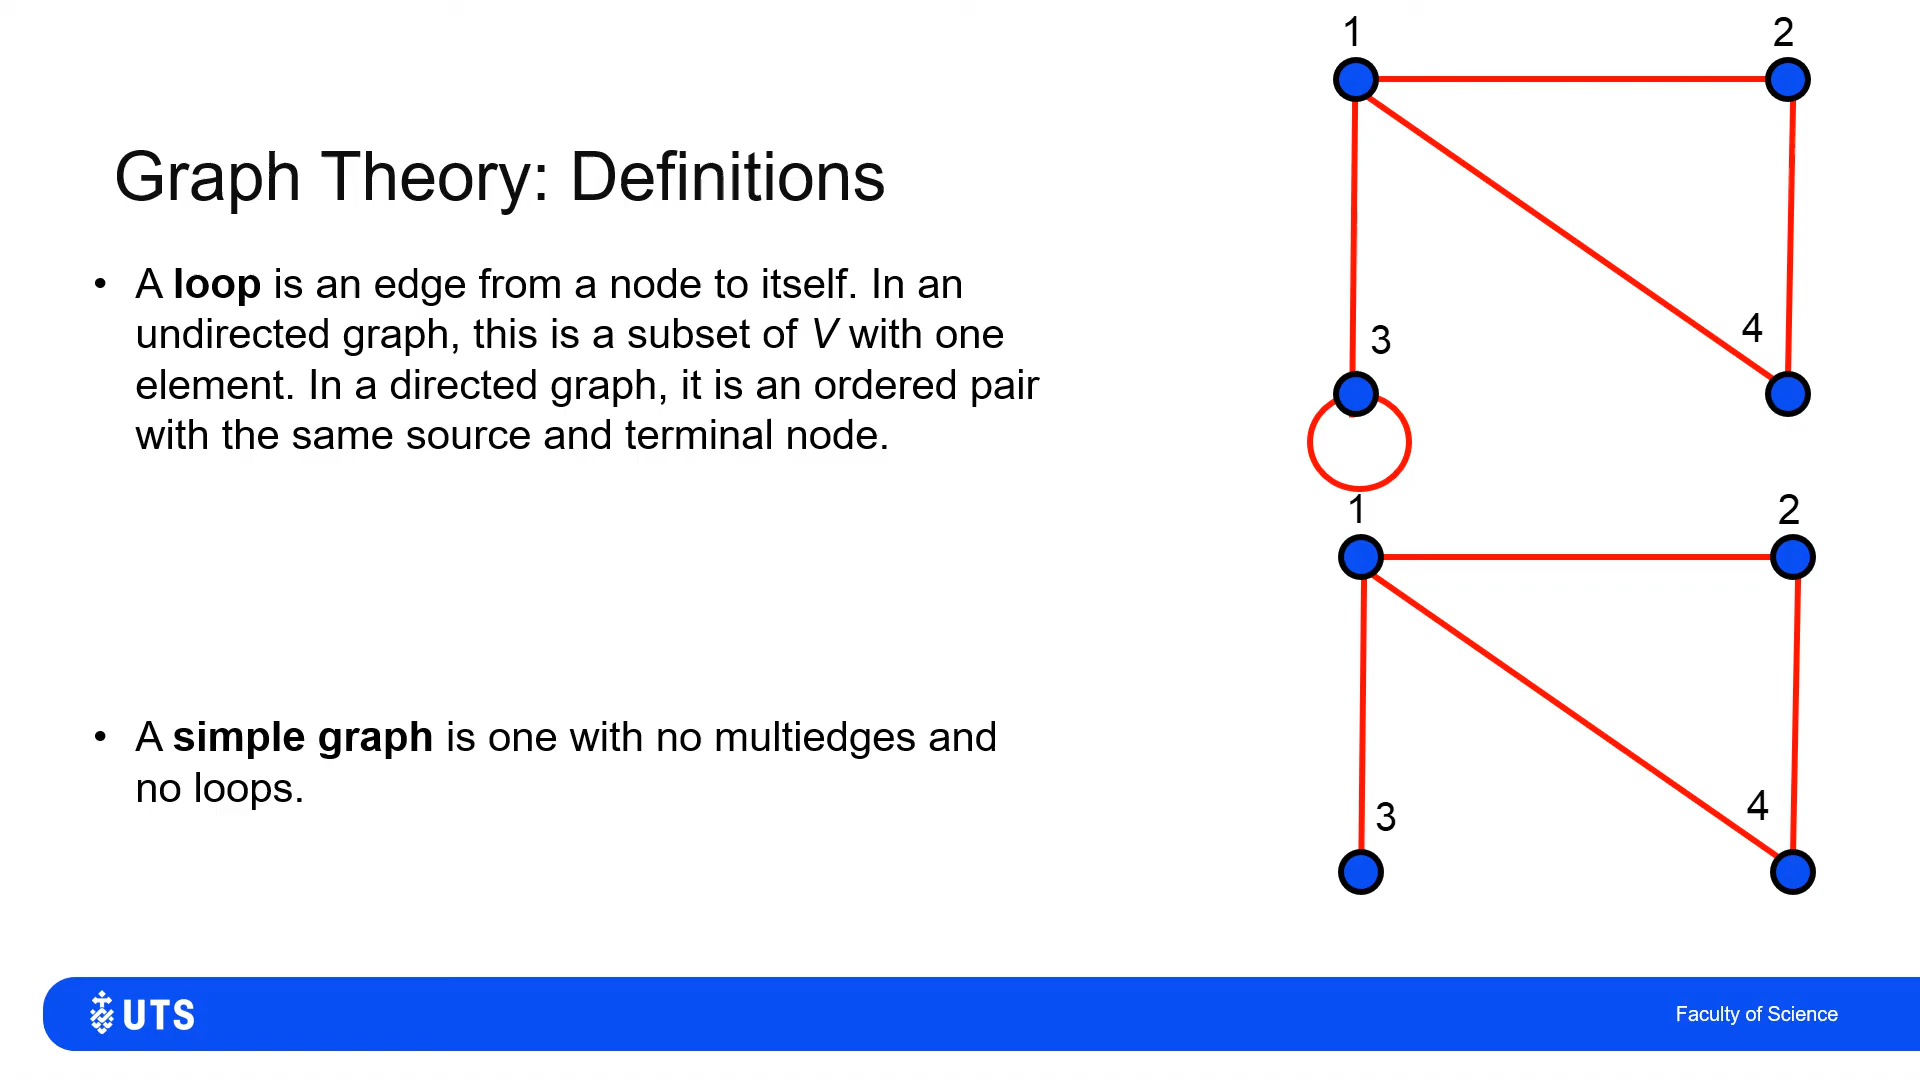 Graph Theory: Definitions
• A loop is an edge from a node to itself. In an
undirected graph, this is a subset of V with one
element. In a directed graph, it is an ordered pair
with the same source and terminal node.
• A simple graph is one with no multiedges and
no loops.
1
2
3
4
1
2
3
4
UTS
Faculty of Science